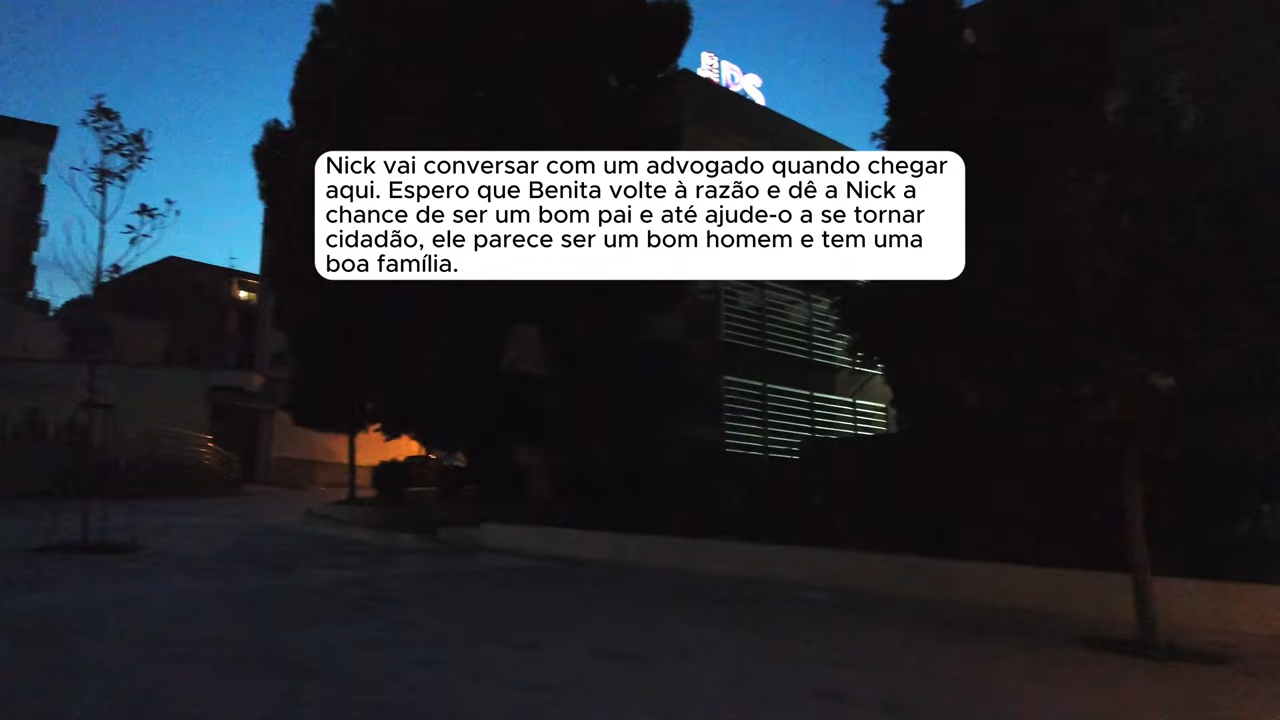 DS
Nick vai conversar com um advogado quando chegar
aqui. Espero que Benita volte à razão e dê a Nick a
chance de ser um bom pai e até ajude-o a se tornar
cidadão, ele parece ser um bom homem e tem uma
boa família.